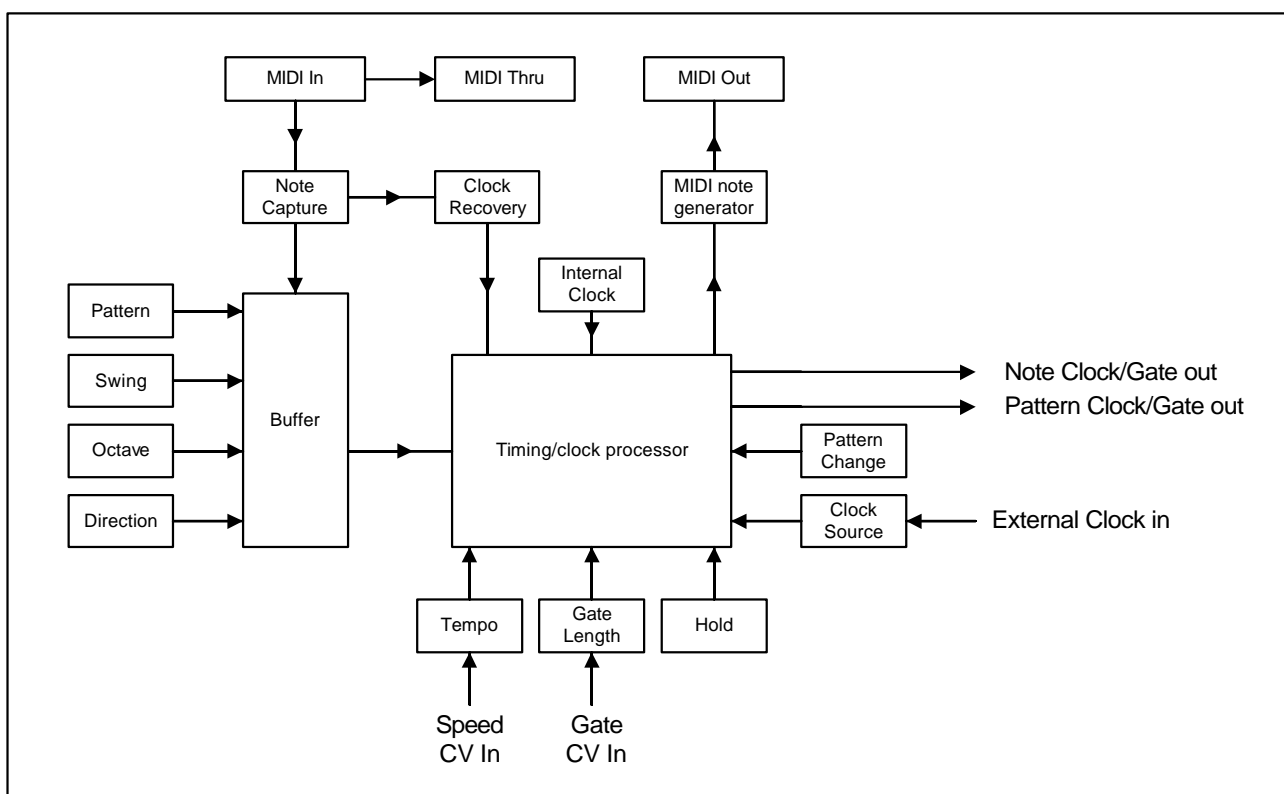 MIDI In
MIDI Thru
MIDI Out
Note
Capture
Clock
Recovery
MIDI note
generator
Internal
Clock
Pattern
Swing
Octave
Direction
Buffer
Timing/clock processor
Note Clock/Gate out
Pattern Clock/Gate out
Pattern
Change
Clock
Source
External Clock in
Tempo
Gate
Length
Hold
Speed
CV In
Gate
CV In